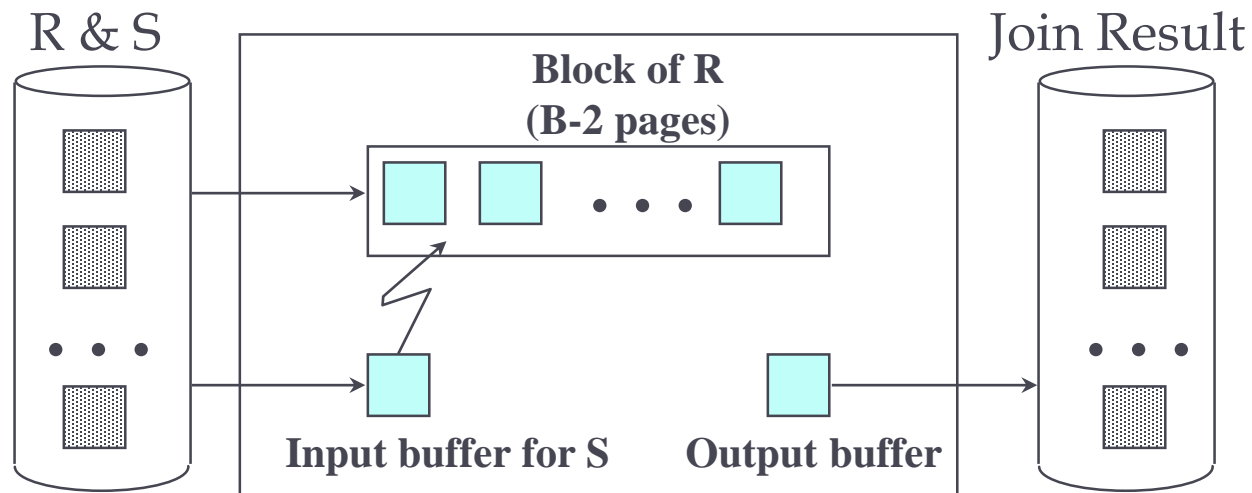 R & S
Join Result
Block of R
(B-2 pages)
Input buffer for S
Output buffer